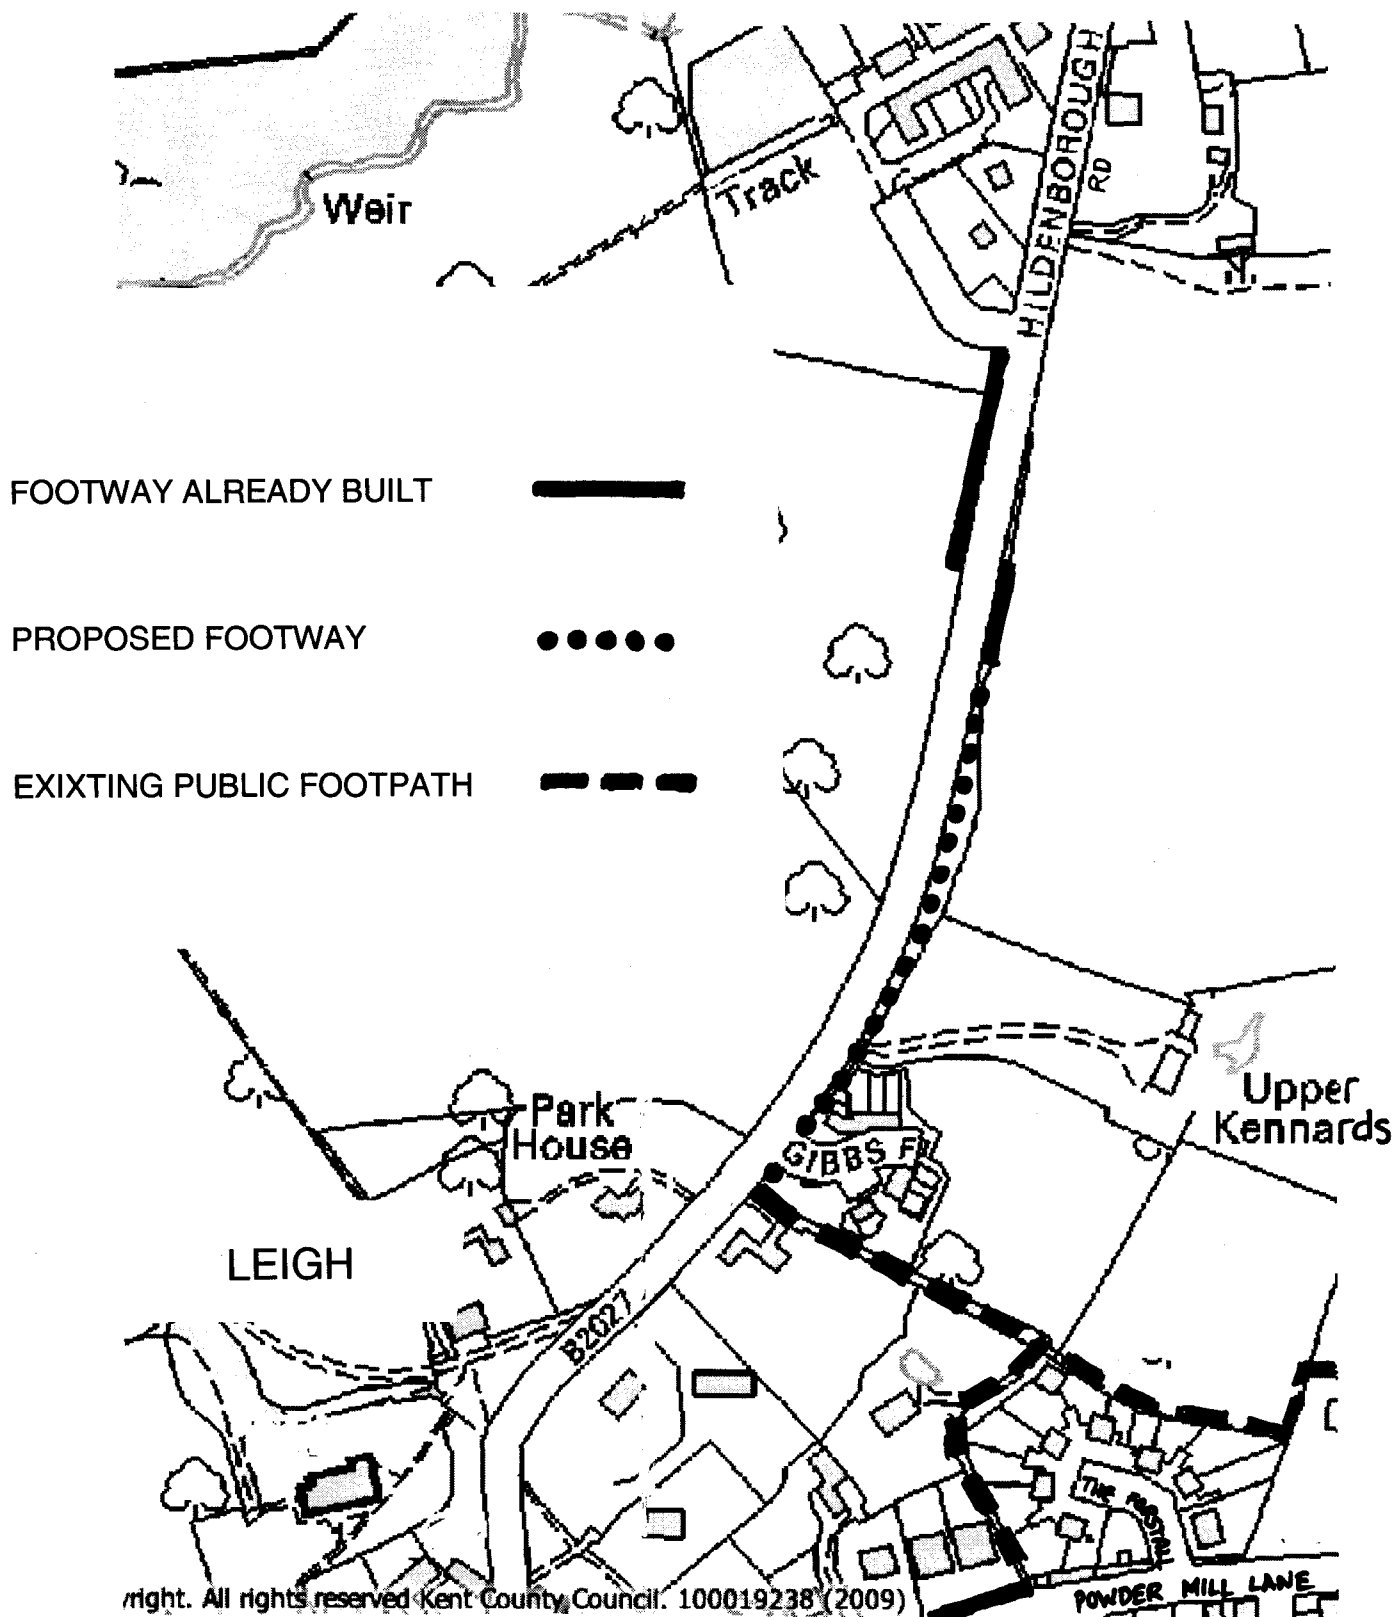 HILDENBOROUGH
RD
Track
Weir
FOOTWAY ALREADY BUILT
PROPOSED FOOTWAY
EXIXTING PUBLIC FOOTPATH
Upper
Kennards
Park
House
GIBBS F
LEIGH
B2027
THE FORSTAL
POWDER MILL LANE
right. All rights reserved Kent County Council. 100019238 (2009)